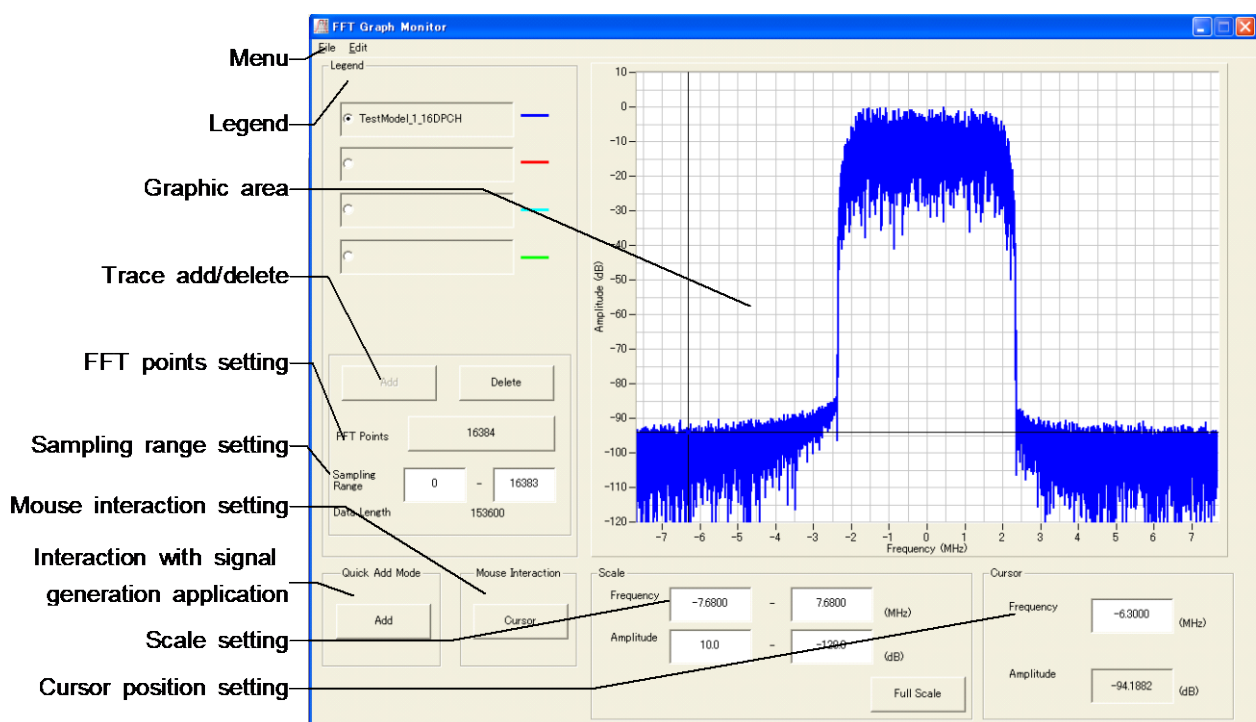 FFT Graph Monitor
File Edit
Menu
Legend
Graphic area
Trace add/delete
FFT points setting
Sampling range setting
Mouse interaction setting
Interaction with signal
generation application
Scale setting
Cursor position setting
Legend
TestModel_1_16DPCH
Add
Delete
FFT Points
16384
Sampling
Range
0 - 16383
Data Length 153600
Quick Add Mode
Add
Mouse Interaction
Cursor
10
0
-10
-20
-30
-40
-50
-60
-70
-80
-90
-100
-110
-120
Amplitude (dB)
-7 -6 -5 -4 -3 -2 -1 0 1 2 3 4 5 6 7
Frequency (MHz)
Scale
Frequency -7.6800 - 7.6800 (MHz)
Amplitude 10.0 - -120.0 (dB)
Full Scale
Cursor
Frequency -6.3000 (MHz)
Amplitude -94.1882 (dB)